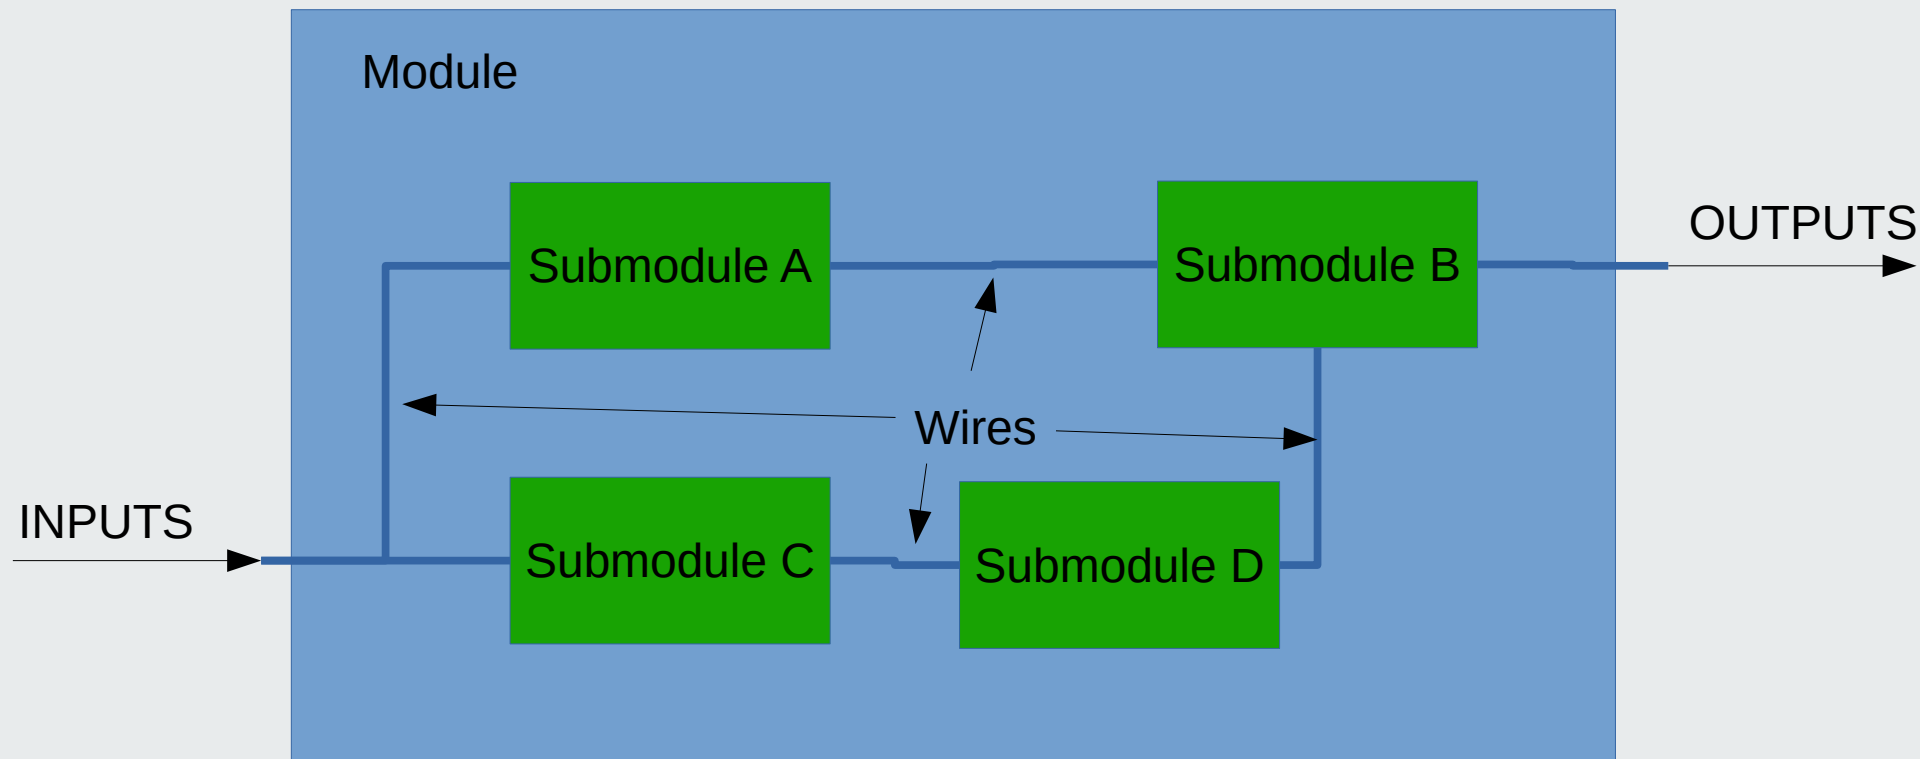 Module
Submodule A
Submodule B
OUTPUTS
Wires
INPUTS
Submodule C
Submodule D